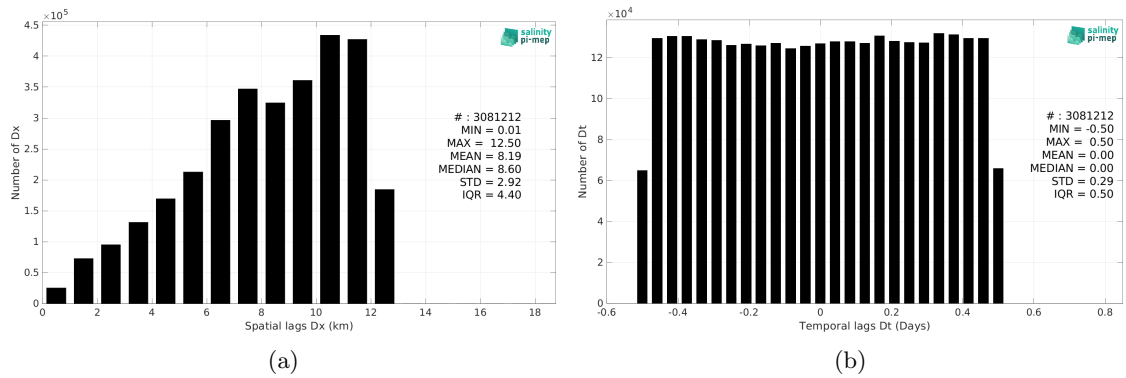 ×10⁵
4.5
4
3.5
3
2.5
2
1.5
1
0.5
0
Number of Dx
0 2 4 6 8 10 12 14 16 18
Spatial lags Dx (km)
salinity
pi-mep
# : 3081212
MIN = 0.01
MAX = 12.50
MEAN = 8.19
MEDIAN = 8.60
STD = 2.92
IQR = 4.40
(a)
×10⁴
12
10
8
6
4
2
0
Number of Dt
-0.6 -0.4 -0.2 0 0.2 0.4 0.6 0.8
Temporal lags Dt (Days)
salinity
pi-mep
# : 3081212
MIN = -0.50
MAX = 0.50
MEAN = 0.00
MEDIAN = 0.00
STD = 0.29
IQR = 0.50
(b)